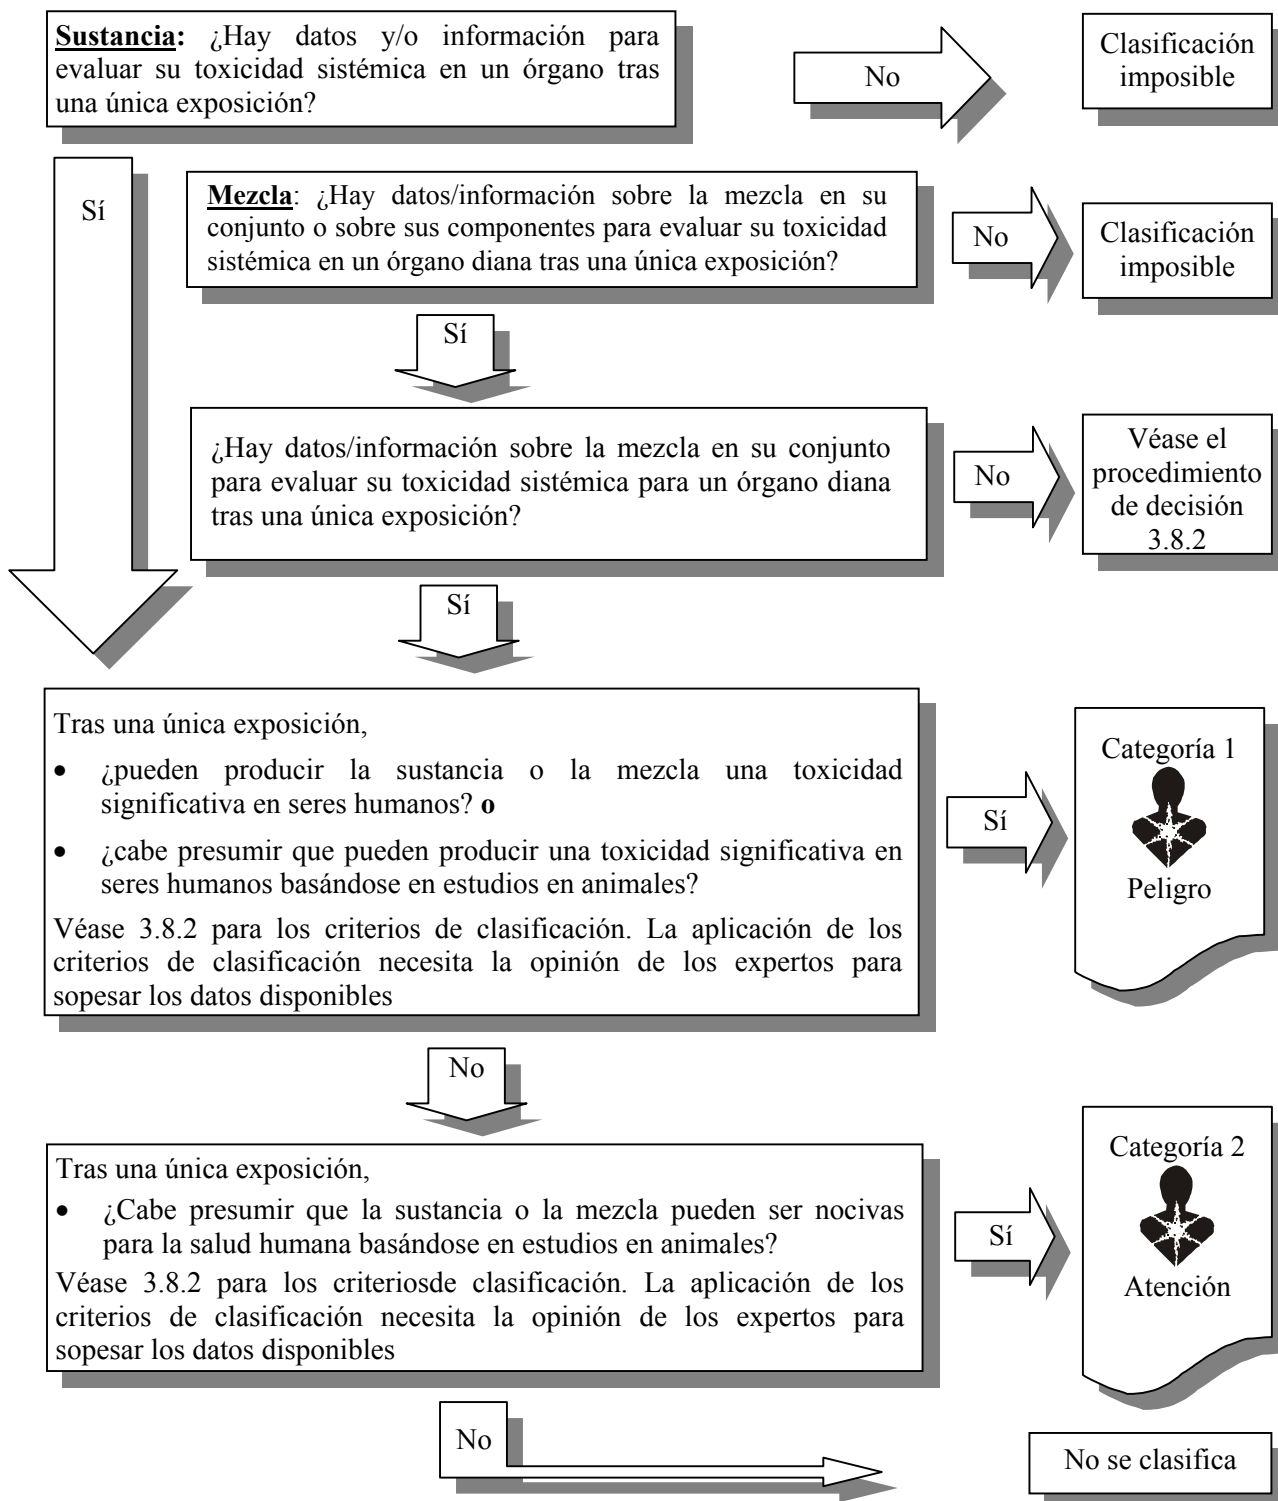 Sustancia: ¿Hay datos y/o información para
evaluar su toxicidad sistémica en un órgano tras
una única exposición?
No
Clasificación
imposible
Sí
Mezcla: ¿Hay datos/información sobre la mezcla en su
conjunto o sobre sus componentes para evaluar su toxicidad
sistémica en un órgano diana tras una única exposición?
No
Clasificación
imposible
Sí
¿Hay datos/información sobre la mezcla en su conjunto
para evaluar su toxicidad sistémica para un órgano diana
tras una única exposición?
No
Véase el
procedimiento
de decisión
3.8.2
Sí
Tras una única exposición,
• ¿pueden producir la sustancia o la mezcla una toxicidad
significativa en seres humanos? o
• ¿cabe presumir que pueden producir una toxicidad significativa en
seres humanos basándose en estudios en animales?
Véase 3.8.2 para los criterios de clasificación. La aplicación de los
criterios de clasificación necesita la opinión de los expertos para
sopesar los datos disponibles
Sí
Categoría 1
Peligro
No
Tras una única exposición,
• ¿Cabe presumir que la sustancia o la mezcla pueden ser nocivas
para la salud humana basándose en estudios en animales?
Véase 3.8.2 para los criteriosde clasificación. La aplicación de los
criterios de clasificación necesita la opinión de los expertos para
sopesar los datos disponibles
Sí
Categoría 2
Atención
No
No se clasifica